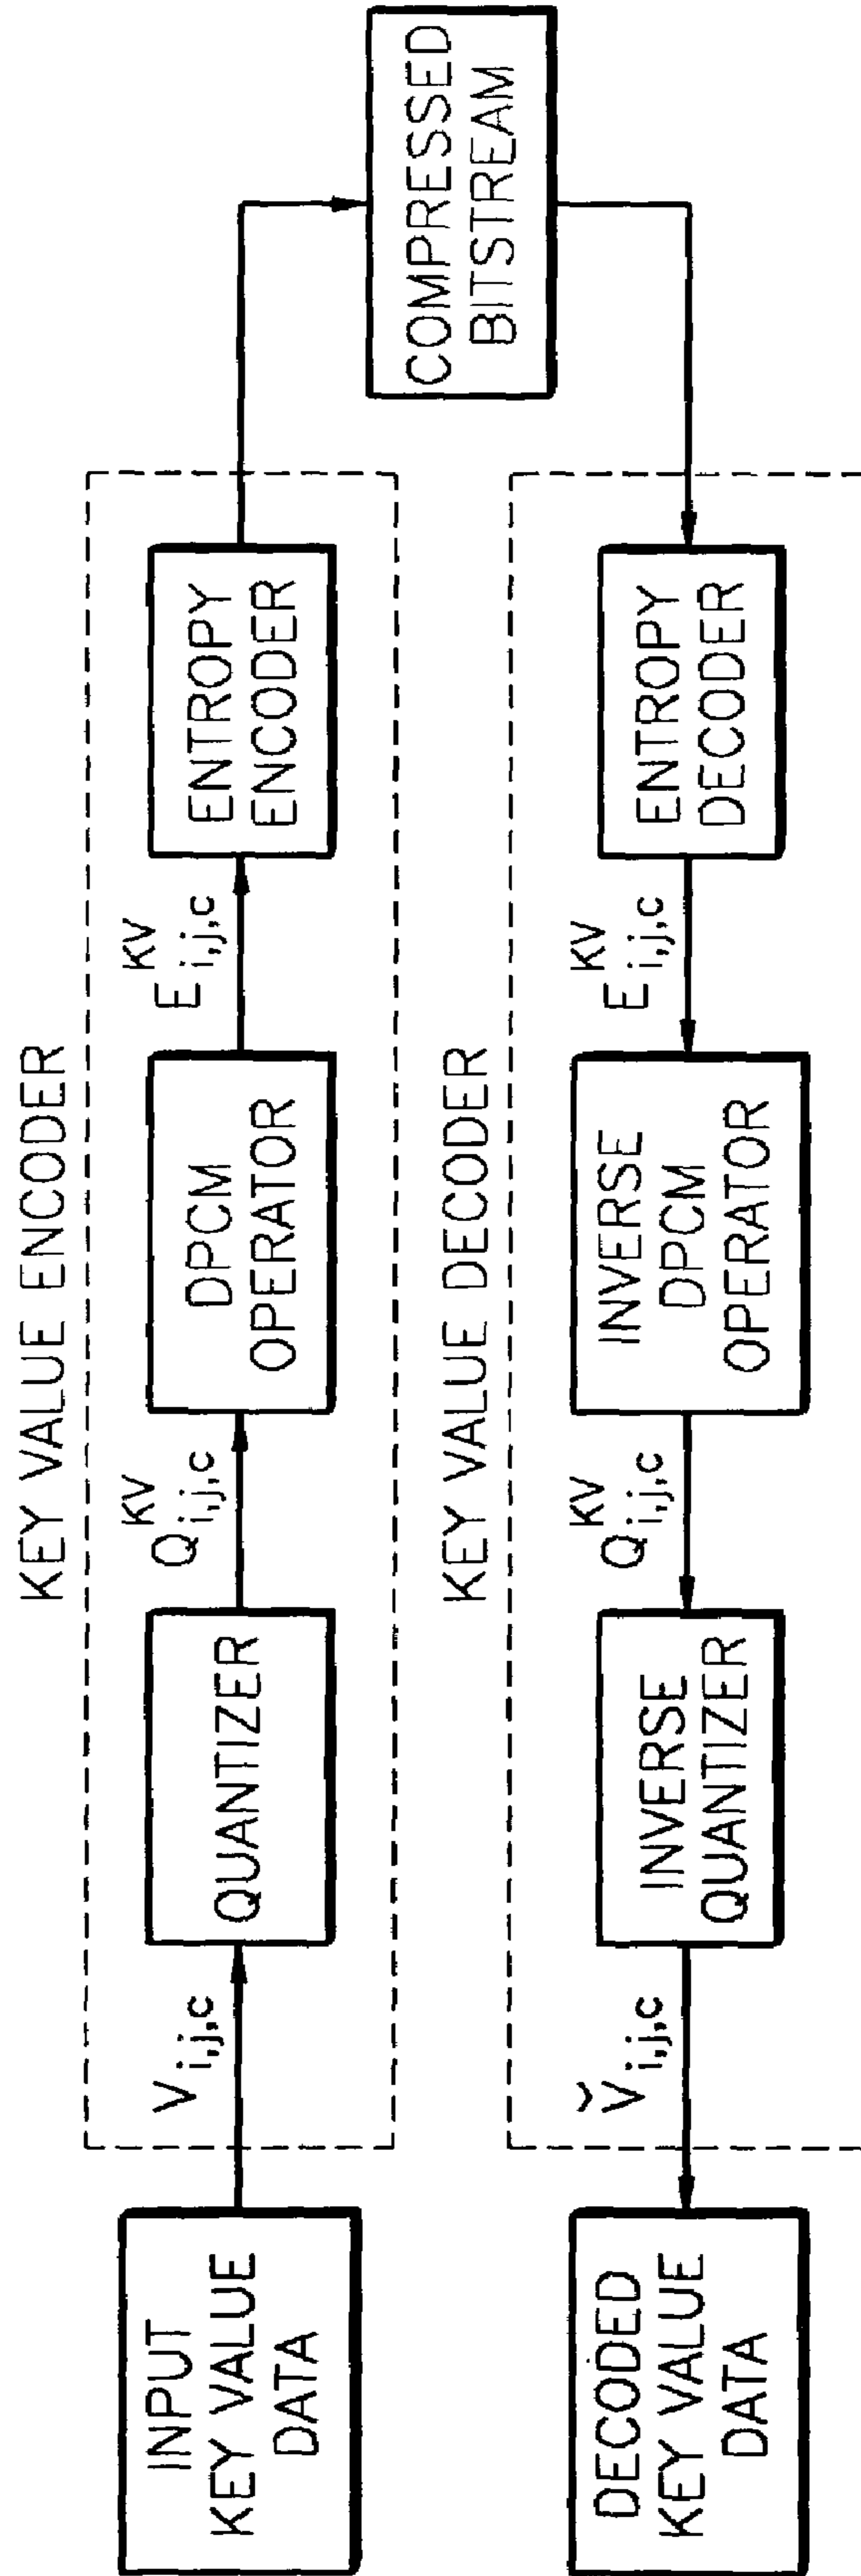 KEY VALUE ENCODER
INPUT
KEY VALUE
DATA
V i,j,c
QUANTIZER
Q KV i,j,c
DPCM
OPERATOR
E KV i,j,c
ENTROPY
ENCODER
COMPRESSED
BITSTREAM
KEY VALUE DECODER
DECODED
KEY VALUE
DATA
V̌ i,j,c
INVERSE
QUANTIZER
Q KV i,j,c
INVERSE
DPCM
OPERATOR
E KV i,j,c
ENTROPY
DECODER